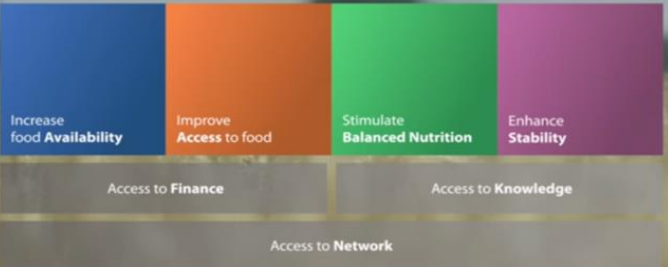 Increase
food Availability
Improve
Access to food
Stimulate
Balanced Nutrition
Enhance
Stability
Access to Finance
Access to Knowledge
Access to Network